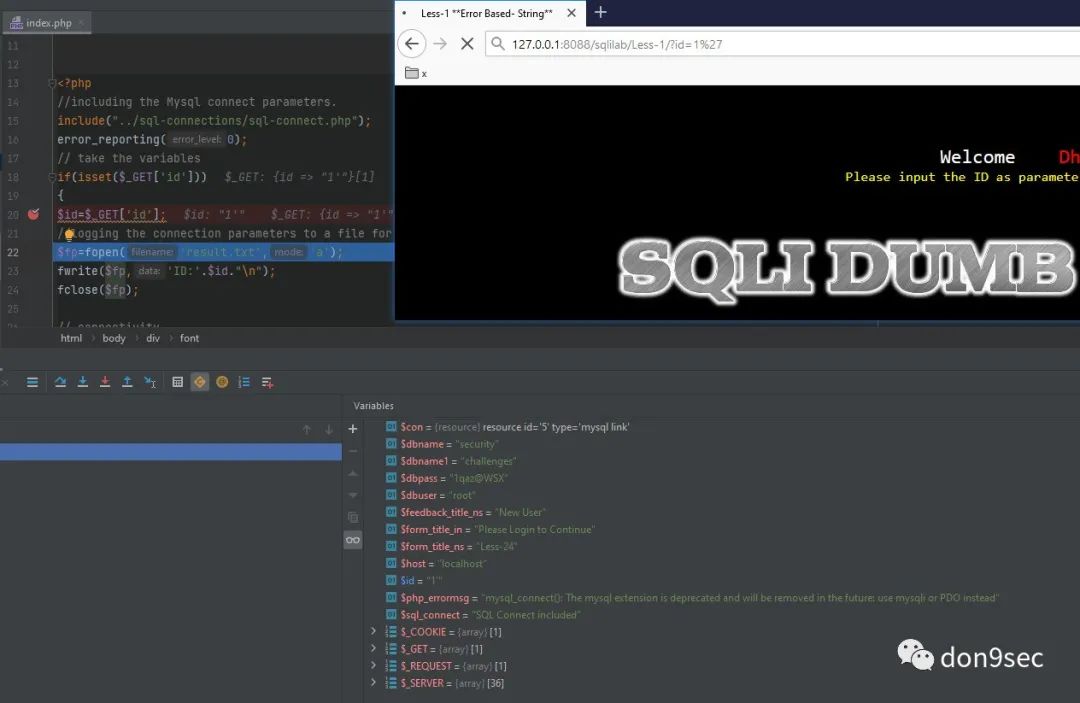 index.php
Less-1 **Error Based- String**
127.0.0.1:8088/sqlilab/Less-1/?id=1%27
x
11
12
13 <?php
14 //including the Mysql connect parameters.
15 include("../sql-connections/sql-connect.php");
16 error_reporting( error_level: 0);
17 // take the variables
18 if(isset($_GET['id'])) $_GET: {id => "1'"}[1]
19 {
20 $id=$_GET['id']; $id: "1'" $_GET: {id => "1'"
21 //logging the connection parameters to a file for
22 $fp=fopen( filename: 'result.txt', mode: 'a');
23 fwrite($fp, data: 'ID:'.$id."\n");
24 fclose($fp);
25
// connectivity
Welcome Dh
Please input the ID as paramete
SQLI DUMB
html > body > div > font
Variables
$con = {resource} resource id='5' type='mysql link'
$dbname = "security"
$dbname1 = "challenges"
$dbpass = "1qaz@WSX"
$dbuser = "root"
$feedback_title_ns = "New User"
$form_title_in = "Please Login to Continue"
$form_title_ns = "Less-24"
$host = "localhost"
$id = "1'"
$php_errormsg = "mysql_connect(): The mysql extension is deprecated and will be removed in the future: use mysqli or PDO instead"
$sql_connect = "SQL Connect included"
$_COOKIE = {array} [1]
$_GET = {array} [1]
$_REQUEST = {array} [1]
$_SERVER = {array} [36]
don9sec